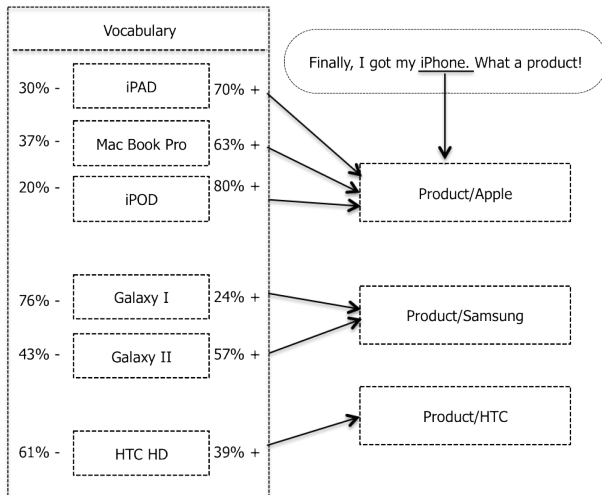 Vocabulary
Finally, I got my iPhone. What a product!
30% - iPAD 70% +
37% - Mac Book Pro 63% +
20% - iPOD 80% +
Product/Apple
76% - Galaxy I 24% +
Product/Samsung
43% - Galaxy II 57% +
Product/HTC
61% - HTC HD 39% +